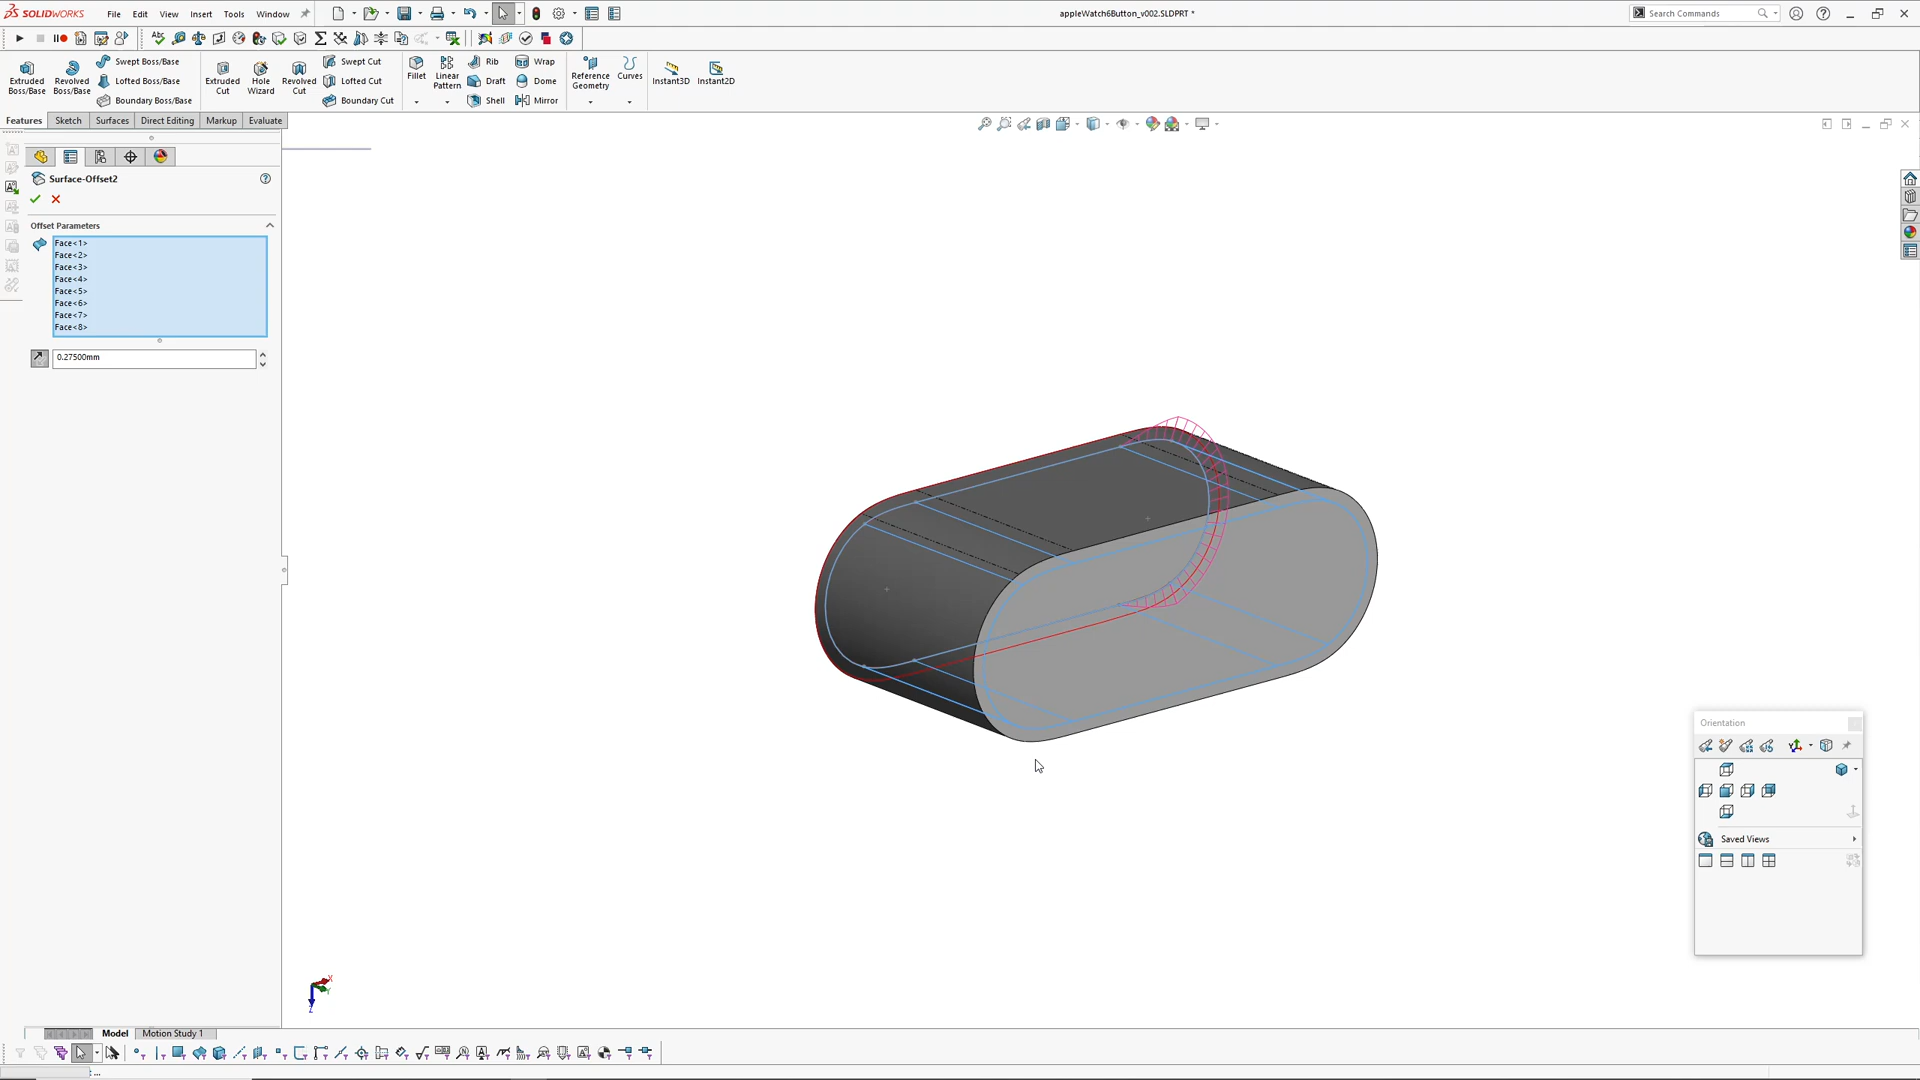 SOLIDWORKS File Edit View Insert Tools Window
appleWatch6Button_v002.SLDPRT *
Search Commands
Extruded Boss/Base
Revolved Boss/Base
Swept Boss/Base
Lofted Boss/Base
Boundary Boss/Base
Extruded Cut
Hole Wizard
Revolved Cut
Swept Cut
Lofted Cut
Boundary Cut
Fillet
Linear Pattern
Rib
Draft
Shell
Wrap
Dome
Mirror
Reference Geometry
Curves
Instant3D
Instant2D
Features Sketch Surfaces Direct Editing Markup Evaluate
Surface-Offset2
Offset Parameters
Face<1>
Face<2>
Face<3>
Face<4>
Face<5>
Face<6>
Face<7>
Face<8>
0.27500mm
Orientation
Saved Views
X
Y
Z
Model Motion Study 1